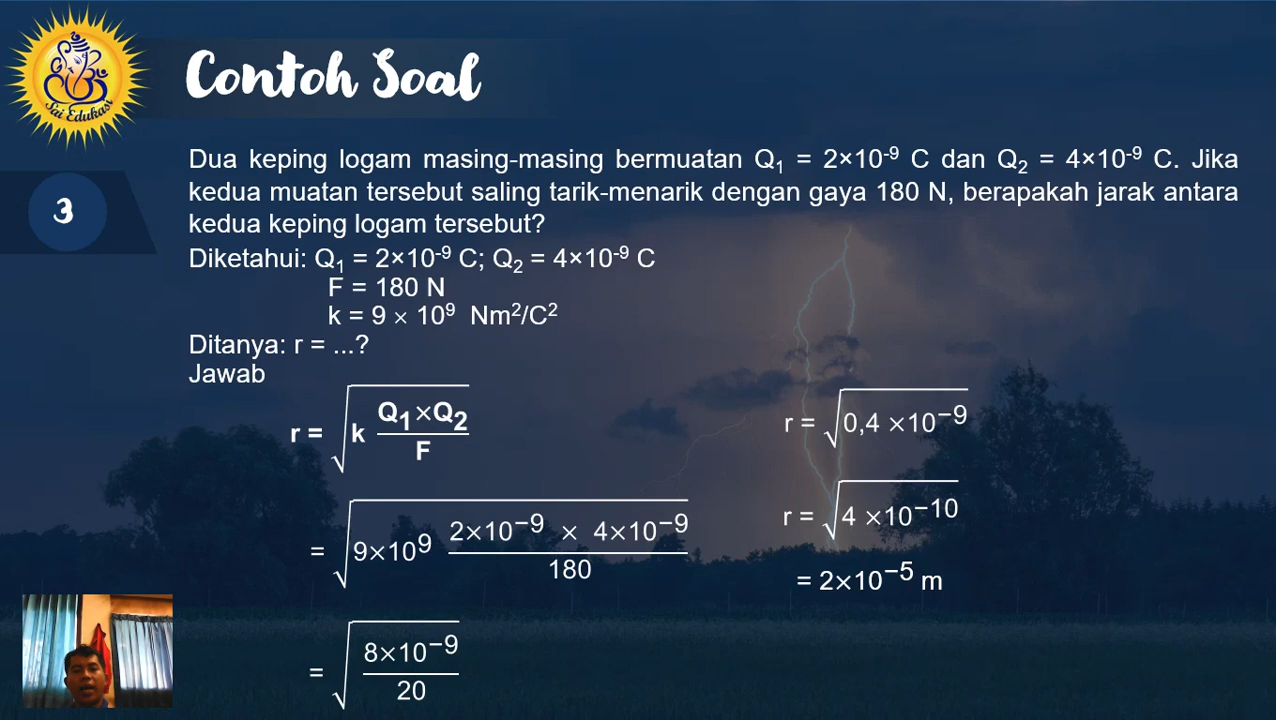 Sai Edukasi
Contoh Soal
3
Dua keping logam masing-masing bermuatan Q₁ = 2×10⁻⁹ C dan Q₂ = 4×10⁻⁹ C. Jika
kedua muatan tersebut saling tarik-menarik dengan gaya 180 N, berapakah jarak antara
kedua keping logam tersebut?
Diketahui: Q₁ = 2×10⁻⁹ C; Q₂ = 4×10⁻⁹ C
F = 180 N
k = 9 × 10⁹ Nm²/C²
Ditanya: r = ...?
Jawab
r = √(k (Q₁×Q₂)/F)
= √(9×10⁹ (2×10⁻⁹ × 4×10⁻⁹)/180)
= √((8×10⁻⁹)/20)
r = √(0,4 ×10⁻⁹)
r = √(4 ×10⁻¹⁰)
= 2×10⁻⁵ m